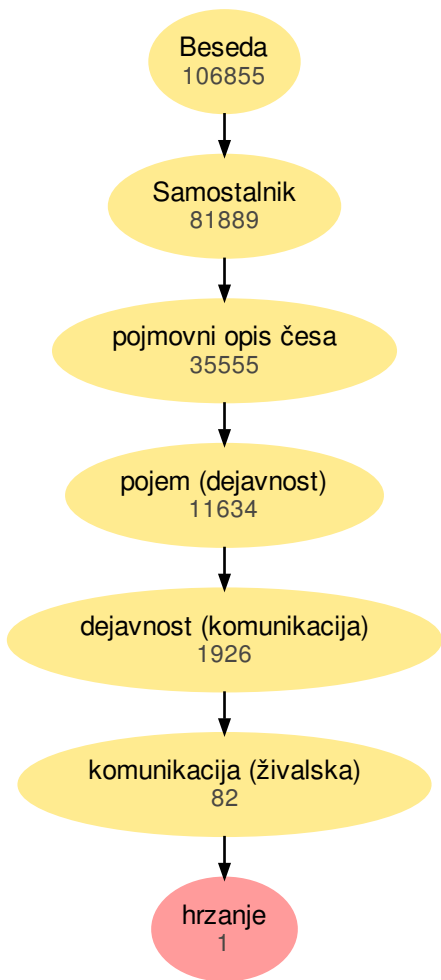 Beseda
106855
Samostalnik
81889
pojmovni opis česa
35555
pojem (dejavnost)
11634
dejavnost (komunikacija)
1926
komunikacija (živalska)
82
hrzanje
1